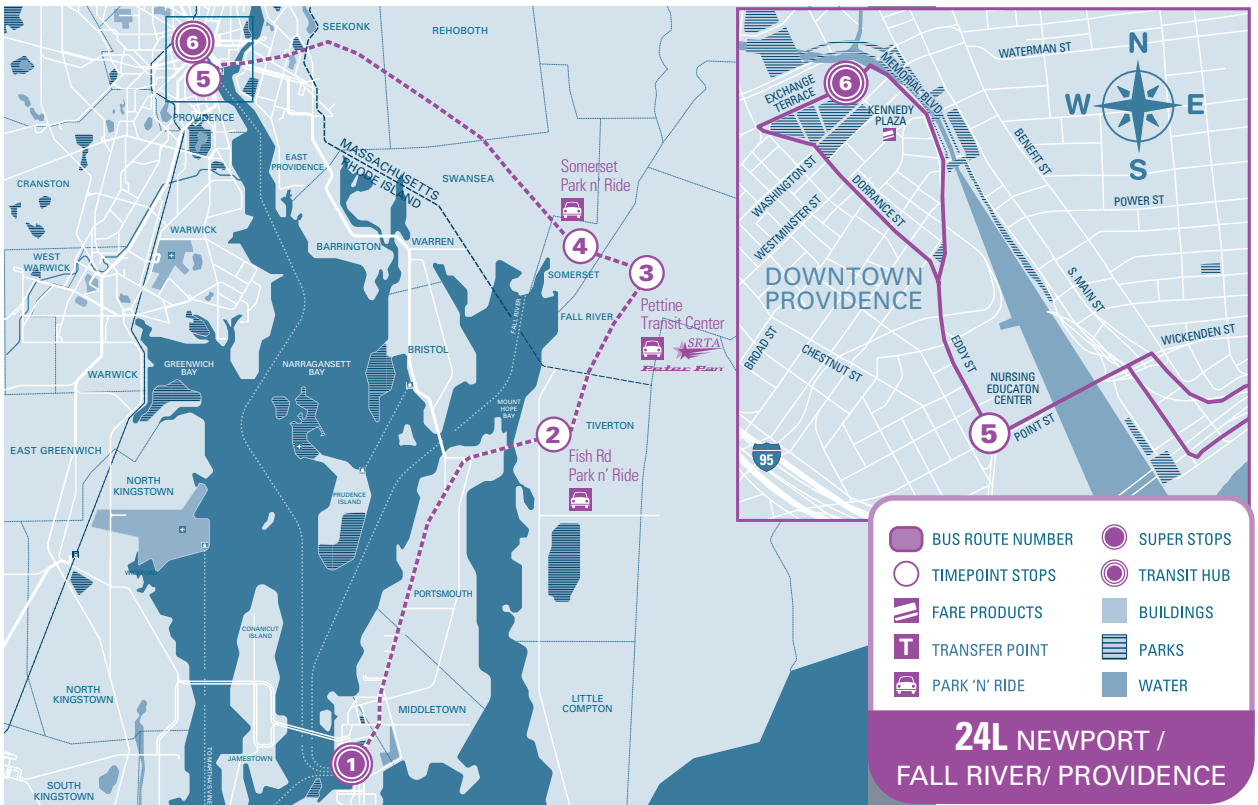 SEEKONK
REHOBOTH
6
5
PROVIDENCE
EAST
PROVIDENCE
MASSACHUSETTS
RHODE ISLAND
SWANSEA
Somerset
Park n' Ride
CRANSTON
WARWICK
WEST
WARWICK
BARRINGTON
WARREN
4
SOMERSET
3
Pettine
Transit Center
SRTA
Peter Pan
FALL RIVER
FALL RIVER
GREENWICH
BAY
NARRAGANSETT
BAY
BRISTOL
WARWICK
MOUNT
HOPE
BAY
2
TIVERTON
Fish Rd
Park n' Ride
EAST GREENWICH
NORTH
KINGSTOWN
PRUDENCE
ISLAND
PORTSMOUTH
CONANICUT
ISLAND
NORTH
KINGSTOWN
MIDDLETOWN
LITTLE
COMPTON
JAMESTOWN
1
SOUTH
KINGSTOWN
WATERMAN ST
N
W
E
S
EXCHANGE
TERRACE
6
MEMORIAL BLVD
KENNEDY
PLAZA
BENEFIT ST
POWER ST
WASHINGTON ST
WESTMINSTER ST
DORRANCE ST
DOWNTOWN
PROVIDENCE
S. MAIN ST
WICKENDEN ST
BROAD ST
CHESTNUT ST
EDDY ST
NURSING
EDUCATON
CENTER
5
POINT ST
95
BUS ROUTE NUMBER
TIMEPOINT STOPS
FARE PRODUCTS
T TRANSFER POINT
PARK 'N' RIDE
SUPER STOPS
TRANSIT HUB
BUILDINGS
PARKS
WATER
24L NEWPORT /
FALL RIVER/ PROVIDENCE